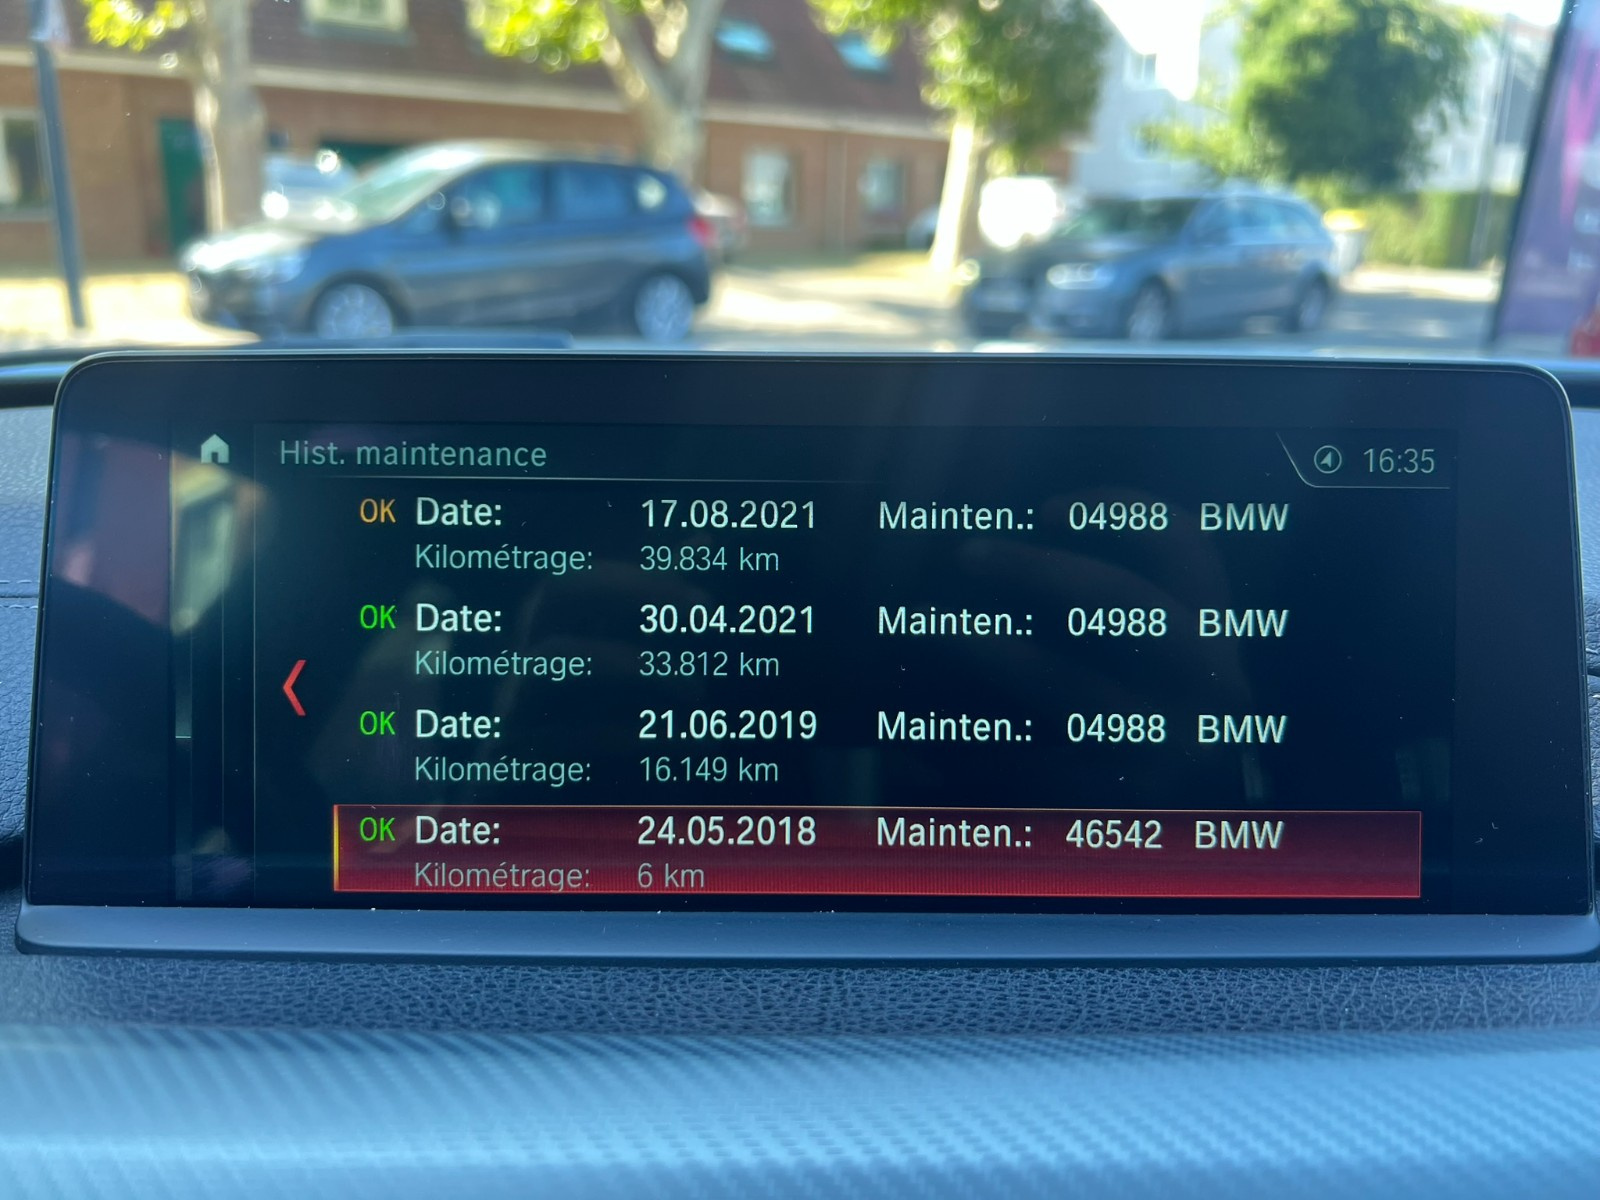 Hist. maintenance
16:35
OK Date: 17.08.2021 Mainten.: 04988 BMW
Kilométrage: 39.834 km
OK Date: 30.04.2021 Mainten.: 04988 BMW
Kilométrage: 33.812 km
OK Date: 21.06.2019 Mainten.: 04988 BMW
Kilométrage: 16.149 km
OK Date: 24.05.2018 Mainten.: 46542 BMW
Kilométrage: 6 km